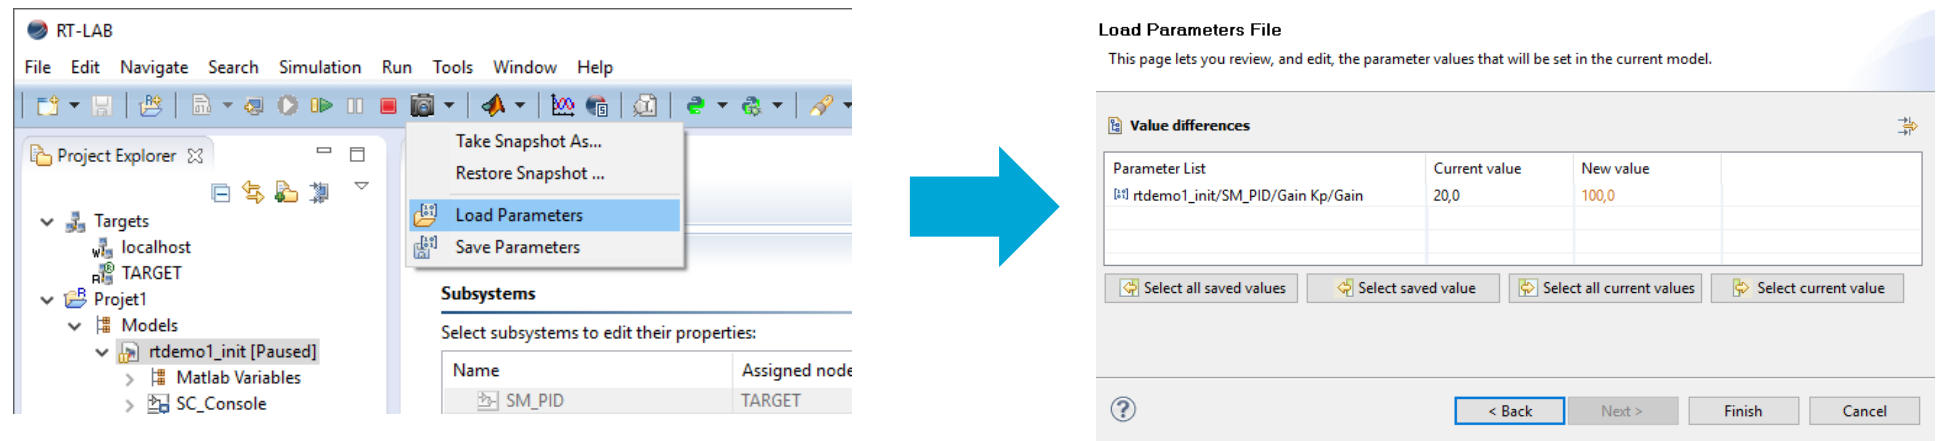 RT-LAB
File Edit Navigate Search Simulation Run Tools Window Help
Take Snapshot As...
Restore Snapshot ...
Load Parameters
Save Parameters
Project Explorer
Targets
localhost
TARGET
Projet1
Models
rtdemo1_init [Paused]
Matlab Variables
SC_Console
Subsystems
Select subsystems to edit their properties:
Name Assigned node
SM_PID TARGET
Load Parameters File
This page lets you review, and edit, the parameter values that will be set in the current model.
Value differences
Parameter List Current value New value
rtdemo1_init/SM_PID/Gain Kp/Gain 20,0 100,0
Select all saved values Select saved value Select all current values Select current value
< Back Next > Finish Cancel